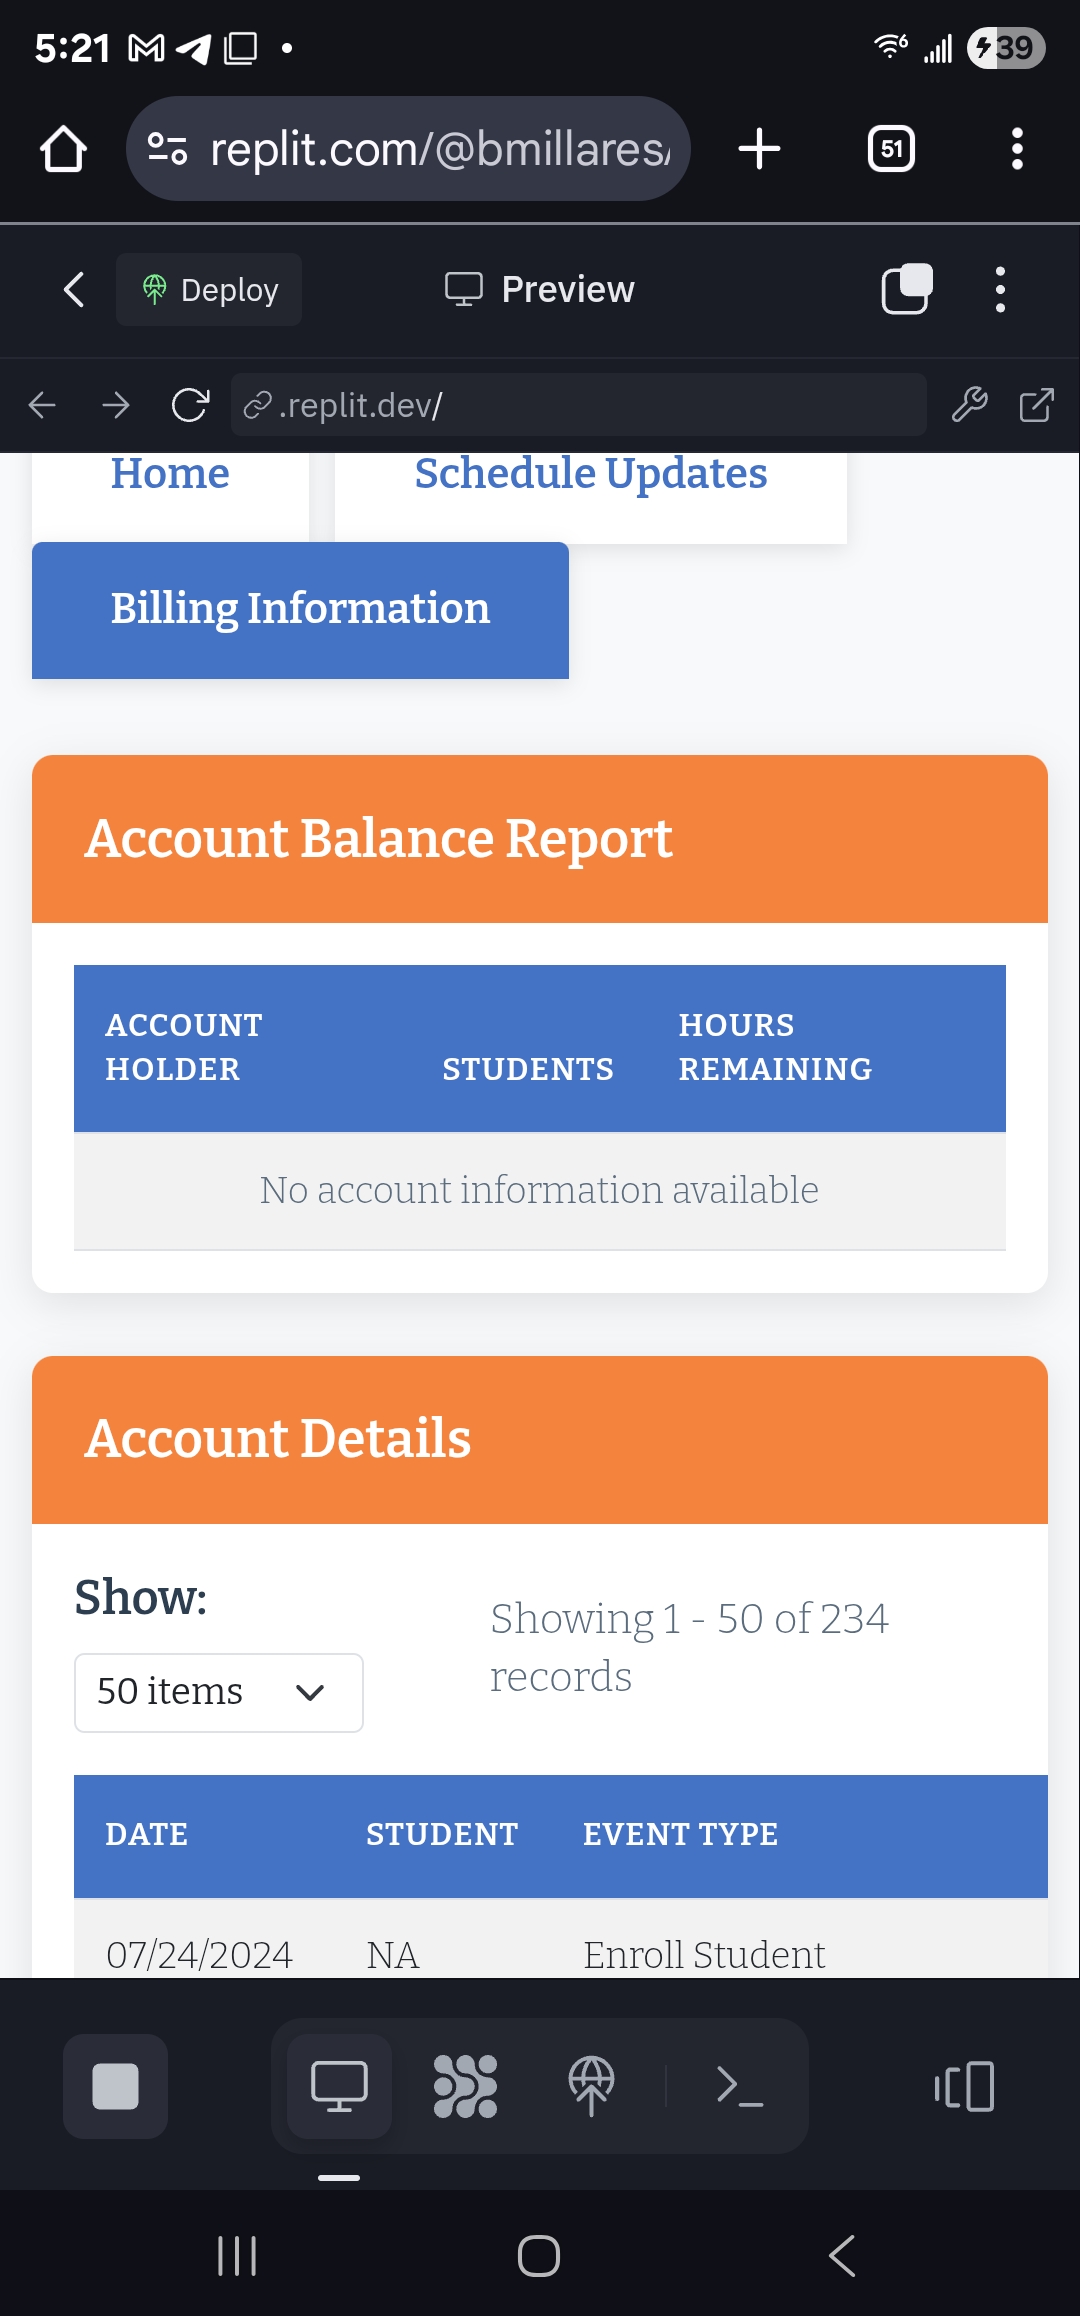 5:21
6
39
replit.com/@bmillares/
51
Deploy
Preview
.replit.dev/
Home
Schedule Updates
Billing Information
Account Balance Report
ACCOUNT
HOLDER
STUDENTS
HOURS
REMAINING
No account information available
Account Details
Show:
50 items
Showing 1 - 50 of 234
records
DATE
STUDENT
EVENT TYPE
07/24/2024
NA
Enroll Student